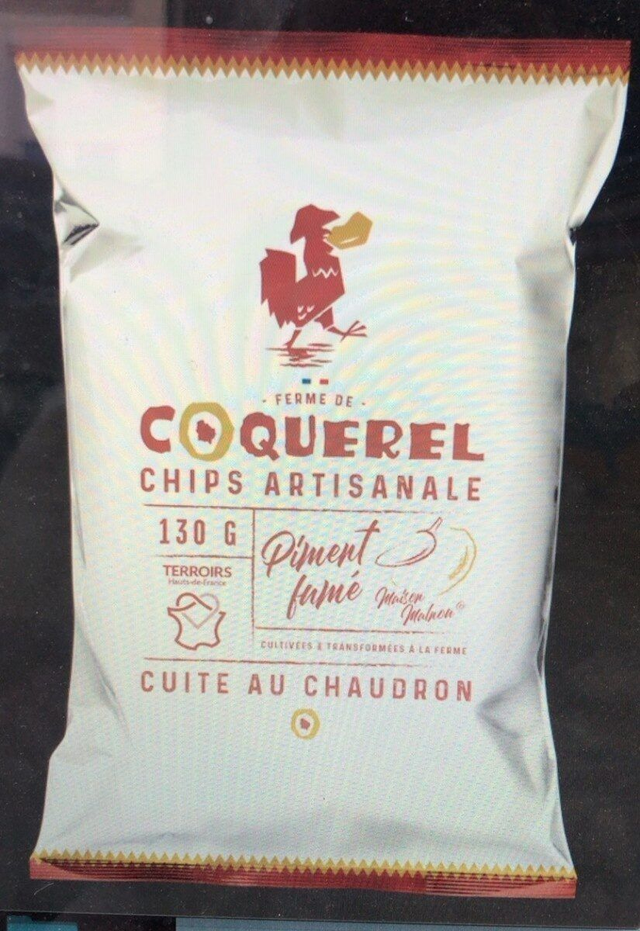 - FERME DE -
COQUEREL
CHIPS ARTISANALE
130 G
TERROIRS
Hauts-de-France
Piment
fumé
Maison
Malnou®
CULTIVÉES & TRANSFORMÉES À LA FERME
CUITE AU CHAUDRON